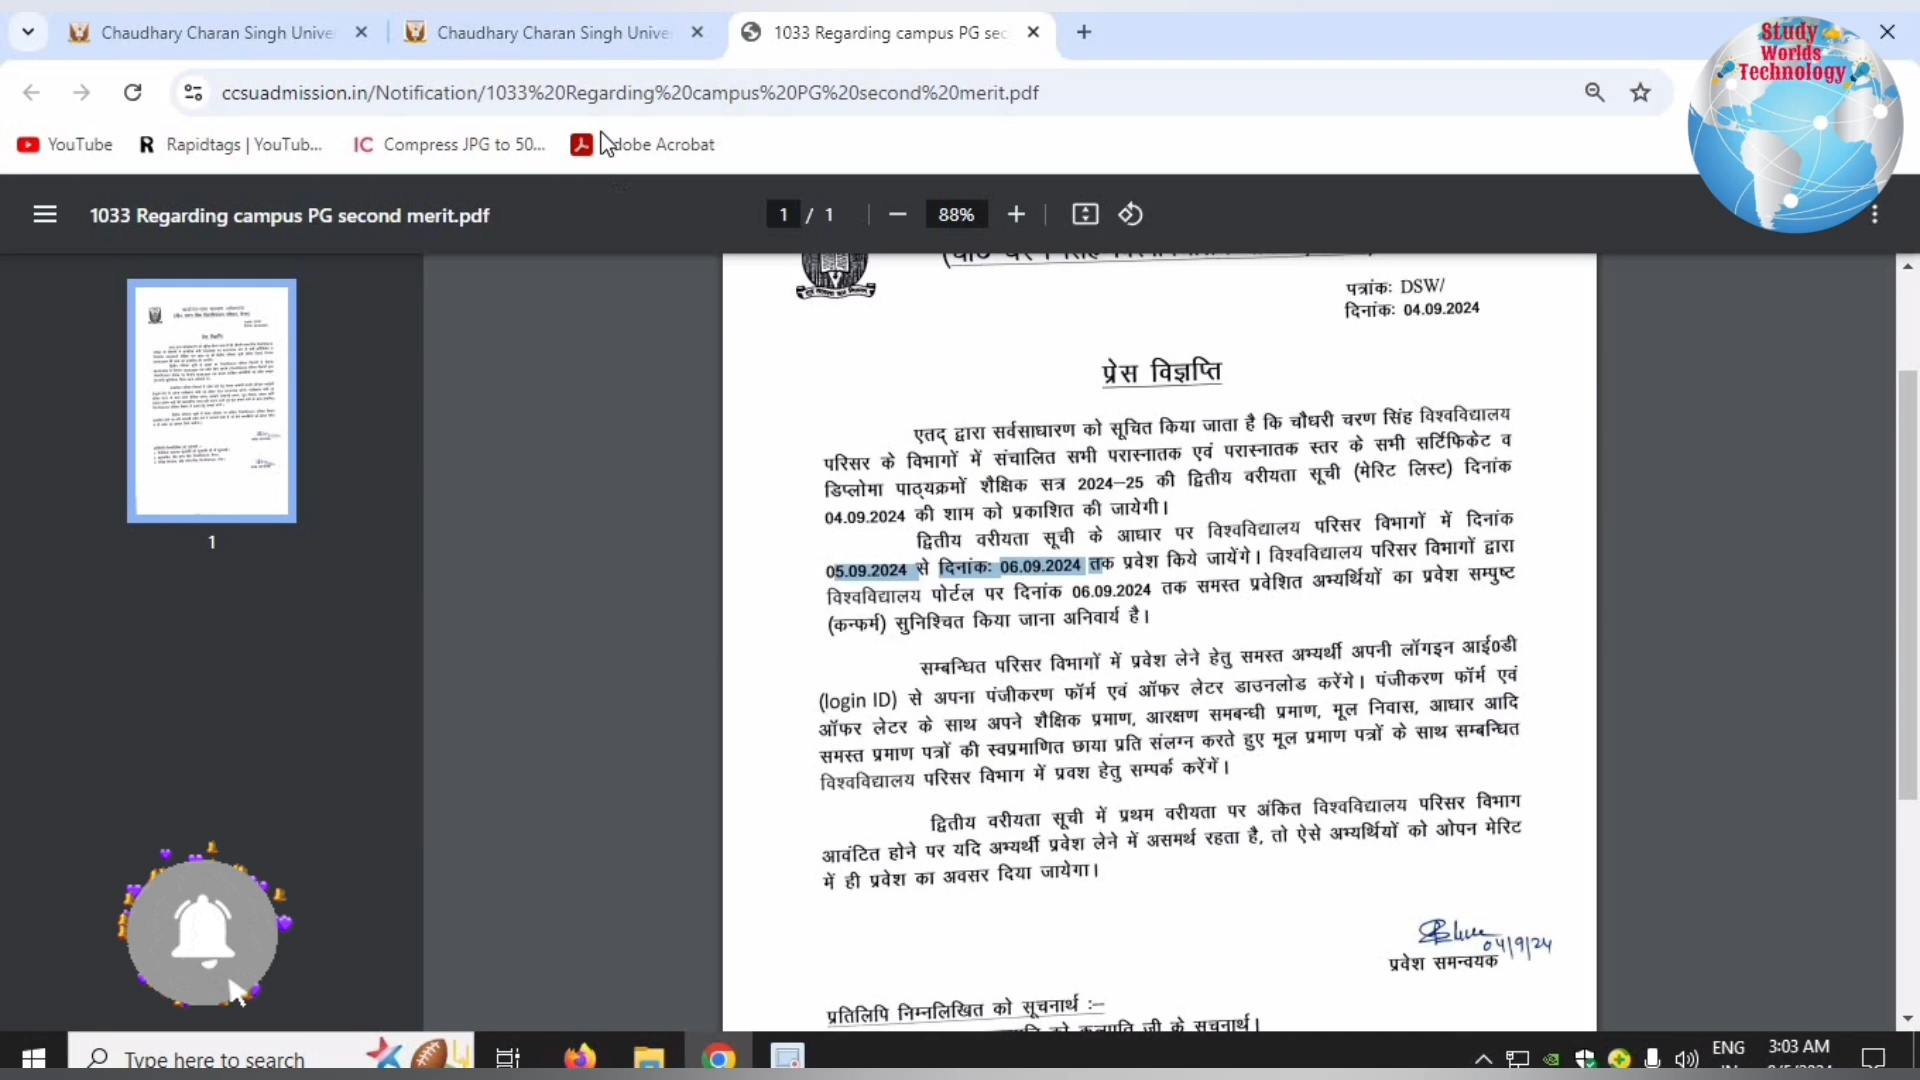 Chaudhary Charan Singh Unive
Chaudhary Charan Singh Unive
1033 Regarding campus PG sec
Study
Worlds
Technology
ccsuadmission.in/Notification/1033%20Regarding%20campus%20PG%20second%20merit.pdf
YouTube
Rapidtags | YouTub...
IC Compress JPG to 50...
dobe Acrobat
1033 Regarding campus PG second merit.pdf
1 / 1
88%
पत्रांक: DSW/
दिनांक: 04.09.2024
प्रेस विज्ञप्ति
एतद् द्वारा सर्वसाधारण को सूचित किया जाता है कि चौधरी चरण सिंह विश्वविद्यालय
परिसर के विभागों में संचालित सभी परास्नातक एवं परास्नातक स्तर के सभी सर्टिफिकेट व
डिप्लोमा पाठ्यक्रमों शैक्षिक सत्र 2024–25 की द्वितीय वरीयता सूची (मेरिट लिस्ट) दिनांक
04.09.2024 की शाम को प्रकाशित की जायेगी।
द्वितीय वरीयता सूची के आधार पर विश्वविद्यालय परिसर विभागों में दिनांक
05.09.2024 से दिनांक: 06.09.2024 तक प्रवेश किये जायेंगे। विश्वविद्यालय परिसर विभागों द्वारा
विश्वविद्यालय पोर्टल पर दिनांक 06.09.2024 तक समस्त प्रवेशित अभ्यर्थियों का प्रवेश सम्पुष्ट
(कन्फर्म) सुनिश्चित किया जाना अनिवार्य है।
सम्बन्धित परिसर विभागों में प्रवेश लेने हेतु समस्त अभ्यर्थी अपनी लॉगइन आई0डी
(login ID) से अपना पंजीकरण फॉर्म एवं ऑफर लेटर डाउनलोड करेंगे। पंजीकरण फॉर्म एवं
ऑफर लेटर के साथ अपने शैक्षिक प्रमाण, आरक्षण समबन्धी प्रमाण, मूल निवास, आधार आदि
समस्त प्रमाण पत्रों की स्वप्रमाणित छाया प्रति संलग्न करते हुए मूल प्रमाण पत्रों के साथ सम्बन्धित
विश्वविद्यालय परिसर विभाग में प्रवश हेतु सम्पर्क करेंगें।
द्वितीय वरीयता सूची में प्रथम वरीयता पर अंकित विश्वविद्यालय परिसर विभाग
आवंटित होने पर यदि अभ्यर्थी प्रवेश लेने में असमर्थ रहता है, तो ऐसे अभ्यर्थियों को ओपन मेरिट
में ही प्रवेश का अवसर दिया जायेगा।
04/9/24
प्रवेश समन्वयक
प्रतिलिपि निम्नलिखित को सूचनार्थ :–
को कुलपति जी के सूचनार्थ।
1
Type here to search
ENG
3:03 AM